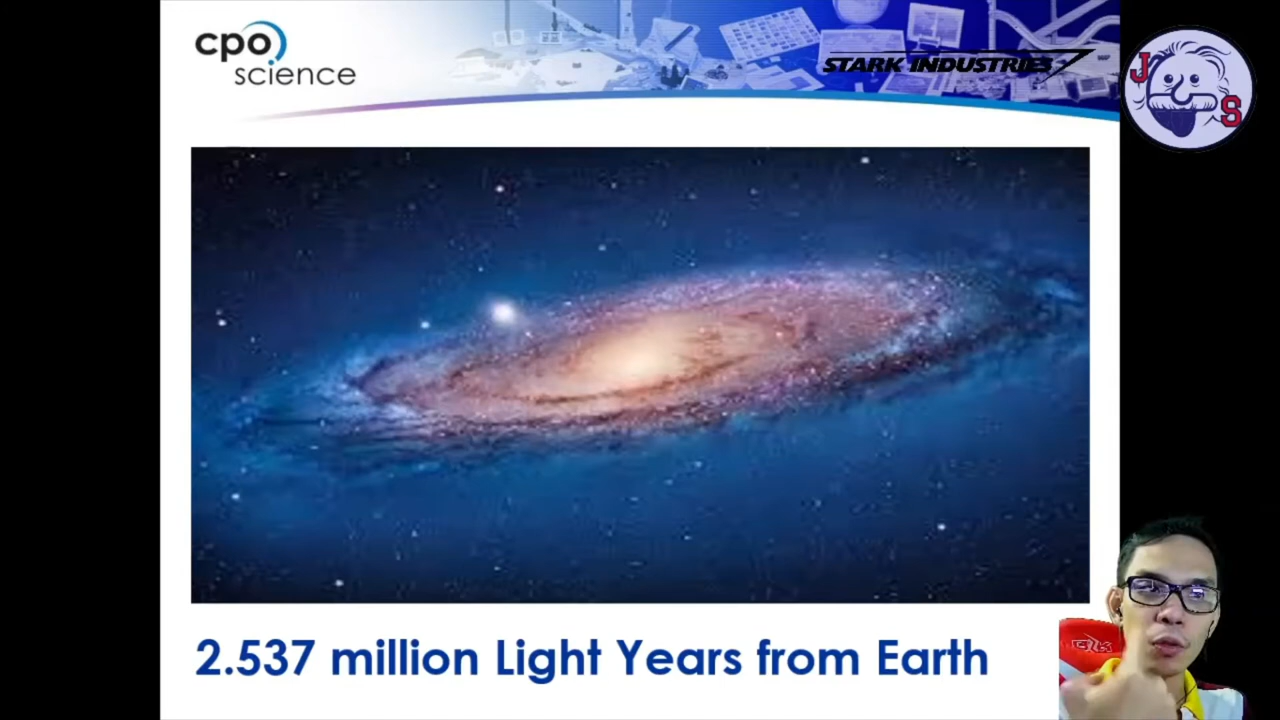 cpo
science
STARK INDUSTRIES
J
S
2.537 million Light Years from Earth